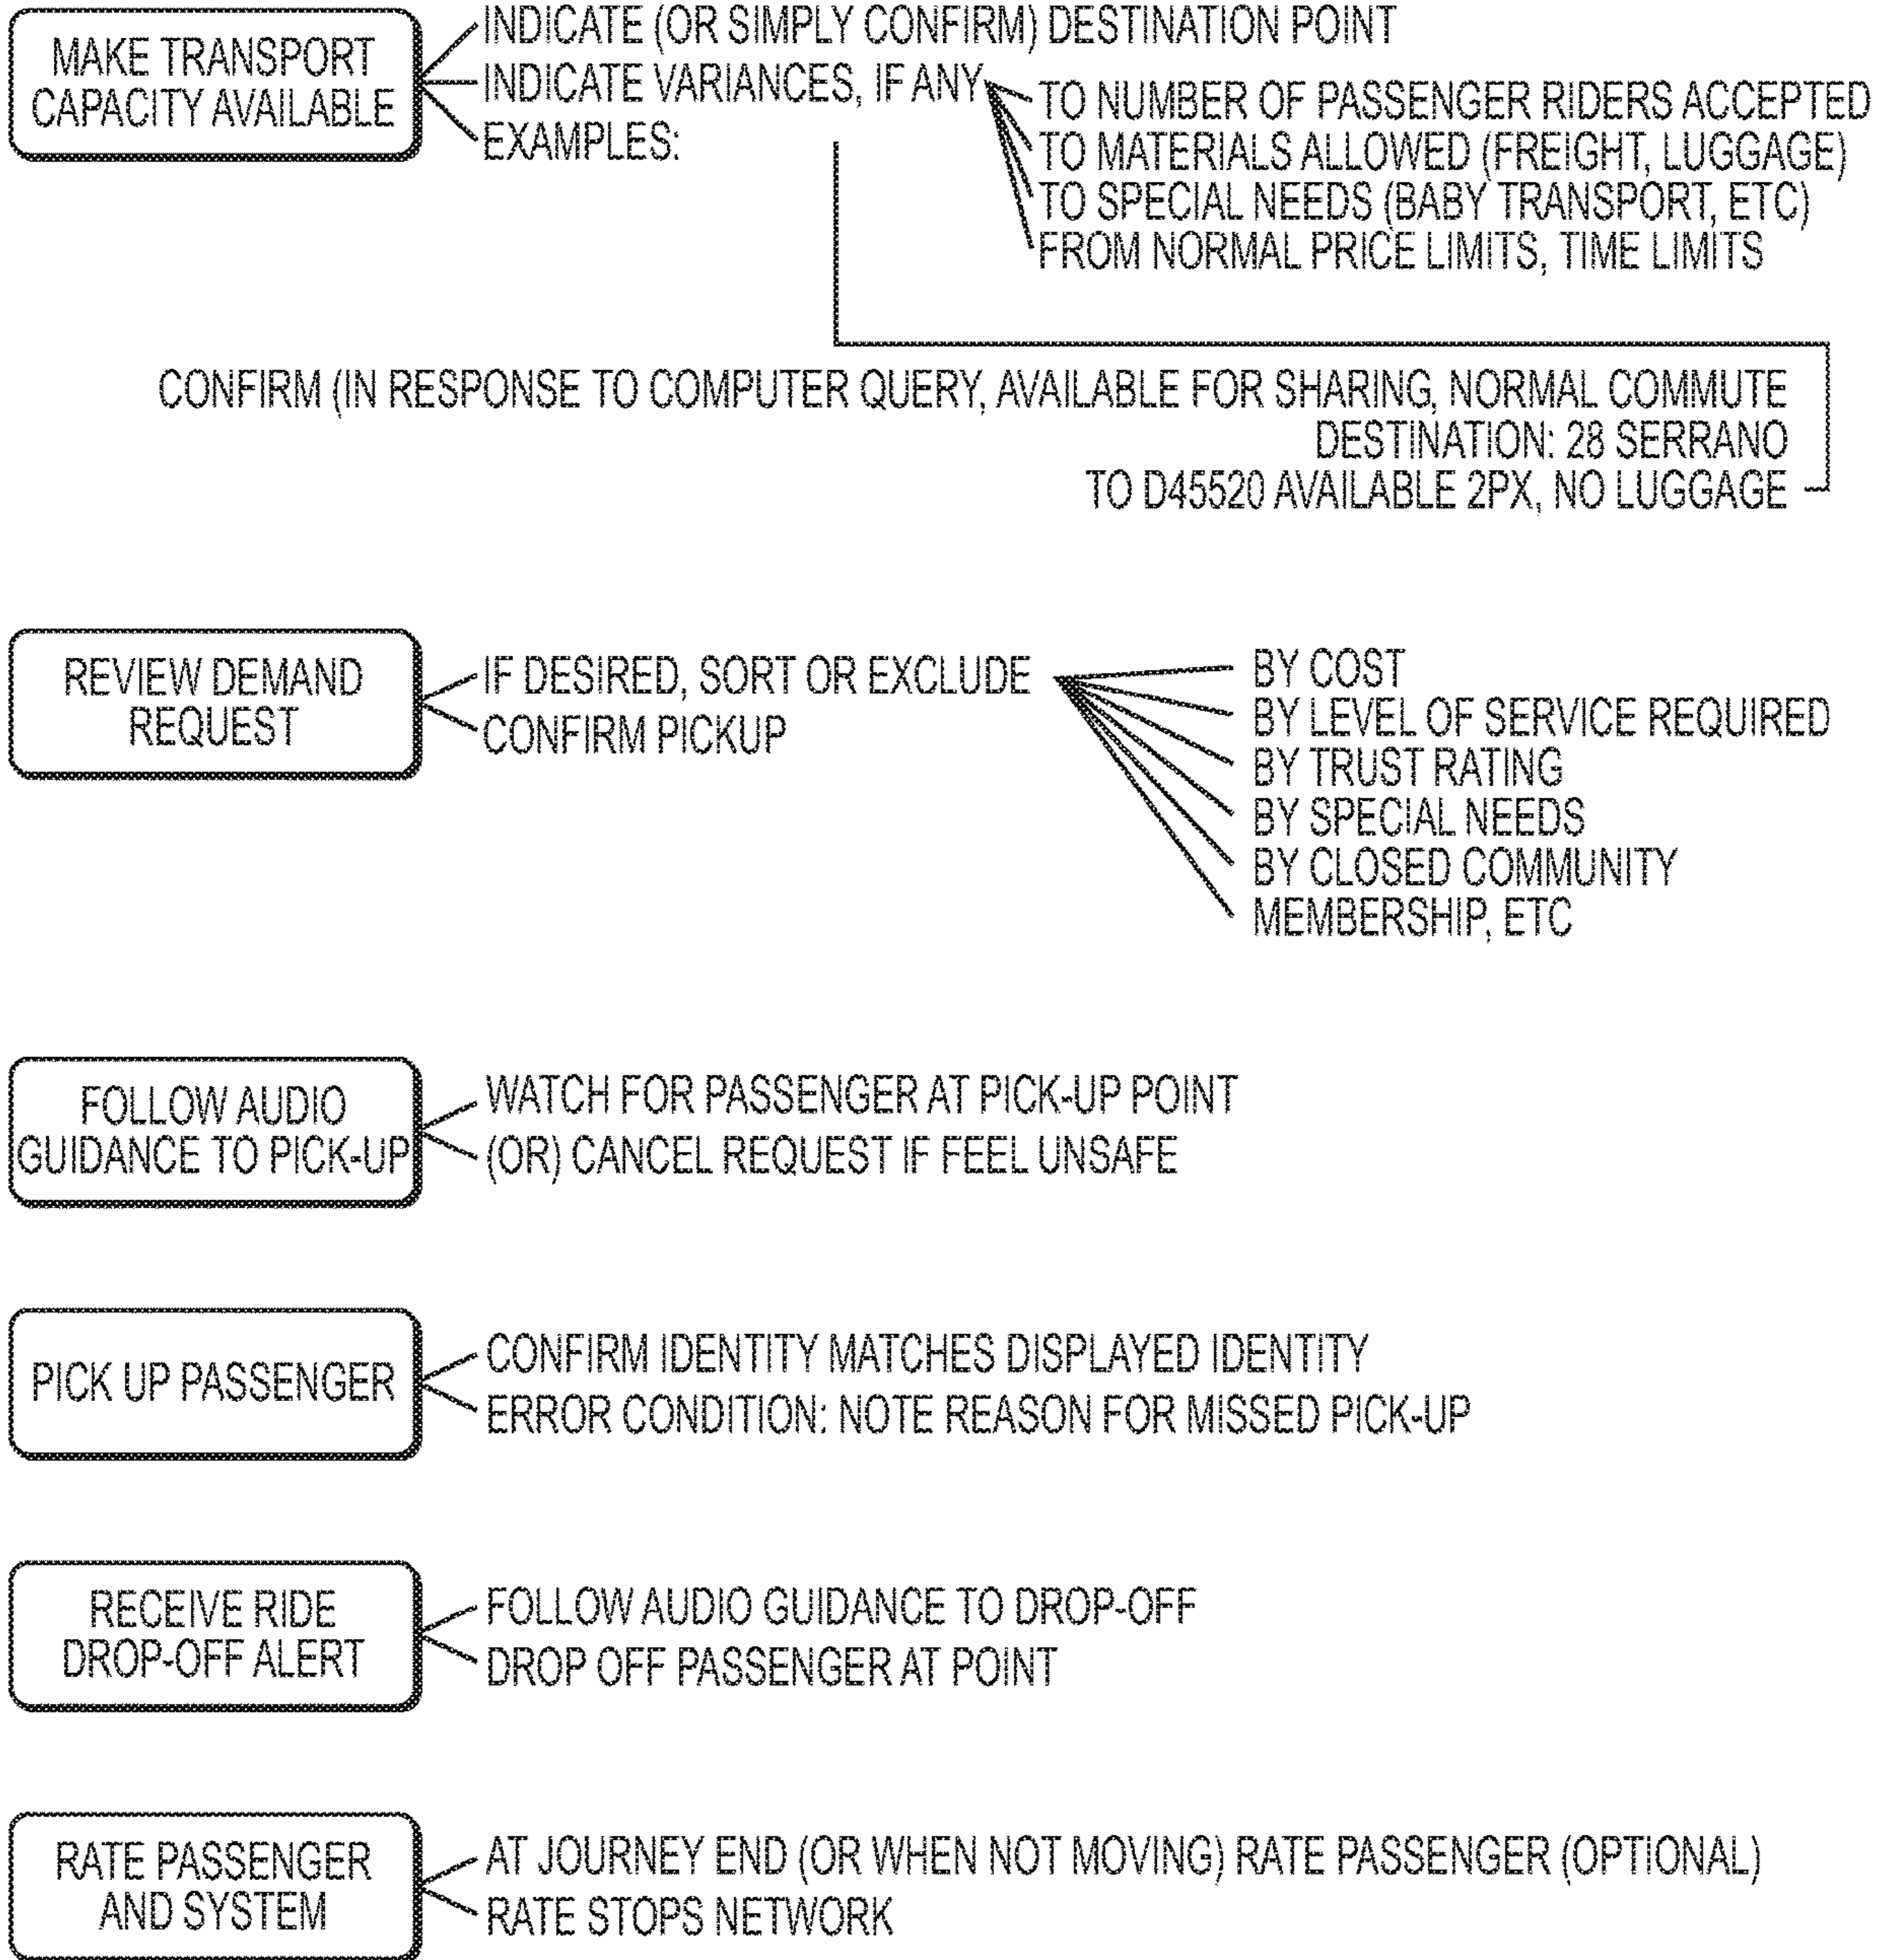 MAKE TRANSPORT
CAPACITY AVAILABLE
INDICATE (OR SIMPLY CONFIRM) DESTINATION POINT
INDICATE VARIANCES, IF ANY
EXAMPLES:
TO NUMBER OF PASSENGER RIDERS ACCEPTED
TO MATERIALS ALLOWED (FREIGHT, LUGGAGE)
TO SPECIAL NEEDS (BABY TRANSPORT, ETC)
FROM NORMAL PRICE LIMITS, TIME LIMITS
CONFIRM (IN RESPONSE TO COMPUTER QUERY, AVAILABLE FOR SHARING, NORMAL COMMUTE
DESTINATION: 28 SERRANO
TO D45520 AVAILABLE 2PX, NO LUGGAGE
REVIEW DEMAND
REQUEST
IF DESIRED, SORT OR EXCLUDE
CONFIRM PICKUP
BY COST
BY LEVEL OF SERVICE REQUIRED
BY TRUST RATING
BY SPECIAL NEEDS
BY CLOSED COMMUNITY
MEMBERSHIP, ETC
FOLLOW AUDIO
GUIDANCE TO PICK-UP
WATCH FOR PASSENGER AT PICK-UP POINT
(OR) CANCEL REQUEST IF FEEL UNSAFE
PICK UP PASSENGER
CONFIRM IDENTITY MATCHES DISPLAYED IDENTITY
ERROR CONDITION: NOTE REASON FOR MISSED PICK-UP
RECEIVE RIDE
DROP-OFF ALERT
FOLLOW AUDIO GUIDANCE TO DROP-OFF
DROP OFF PASSENGER AT POINT
RATE PASSENGER
AND SYSTEM
AT JOURNEY END (OR WHEN NOT MOVING) RATE PASSENGER (OPTIONAL)
RATE STOPS NETWORK